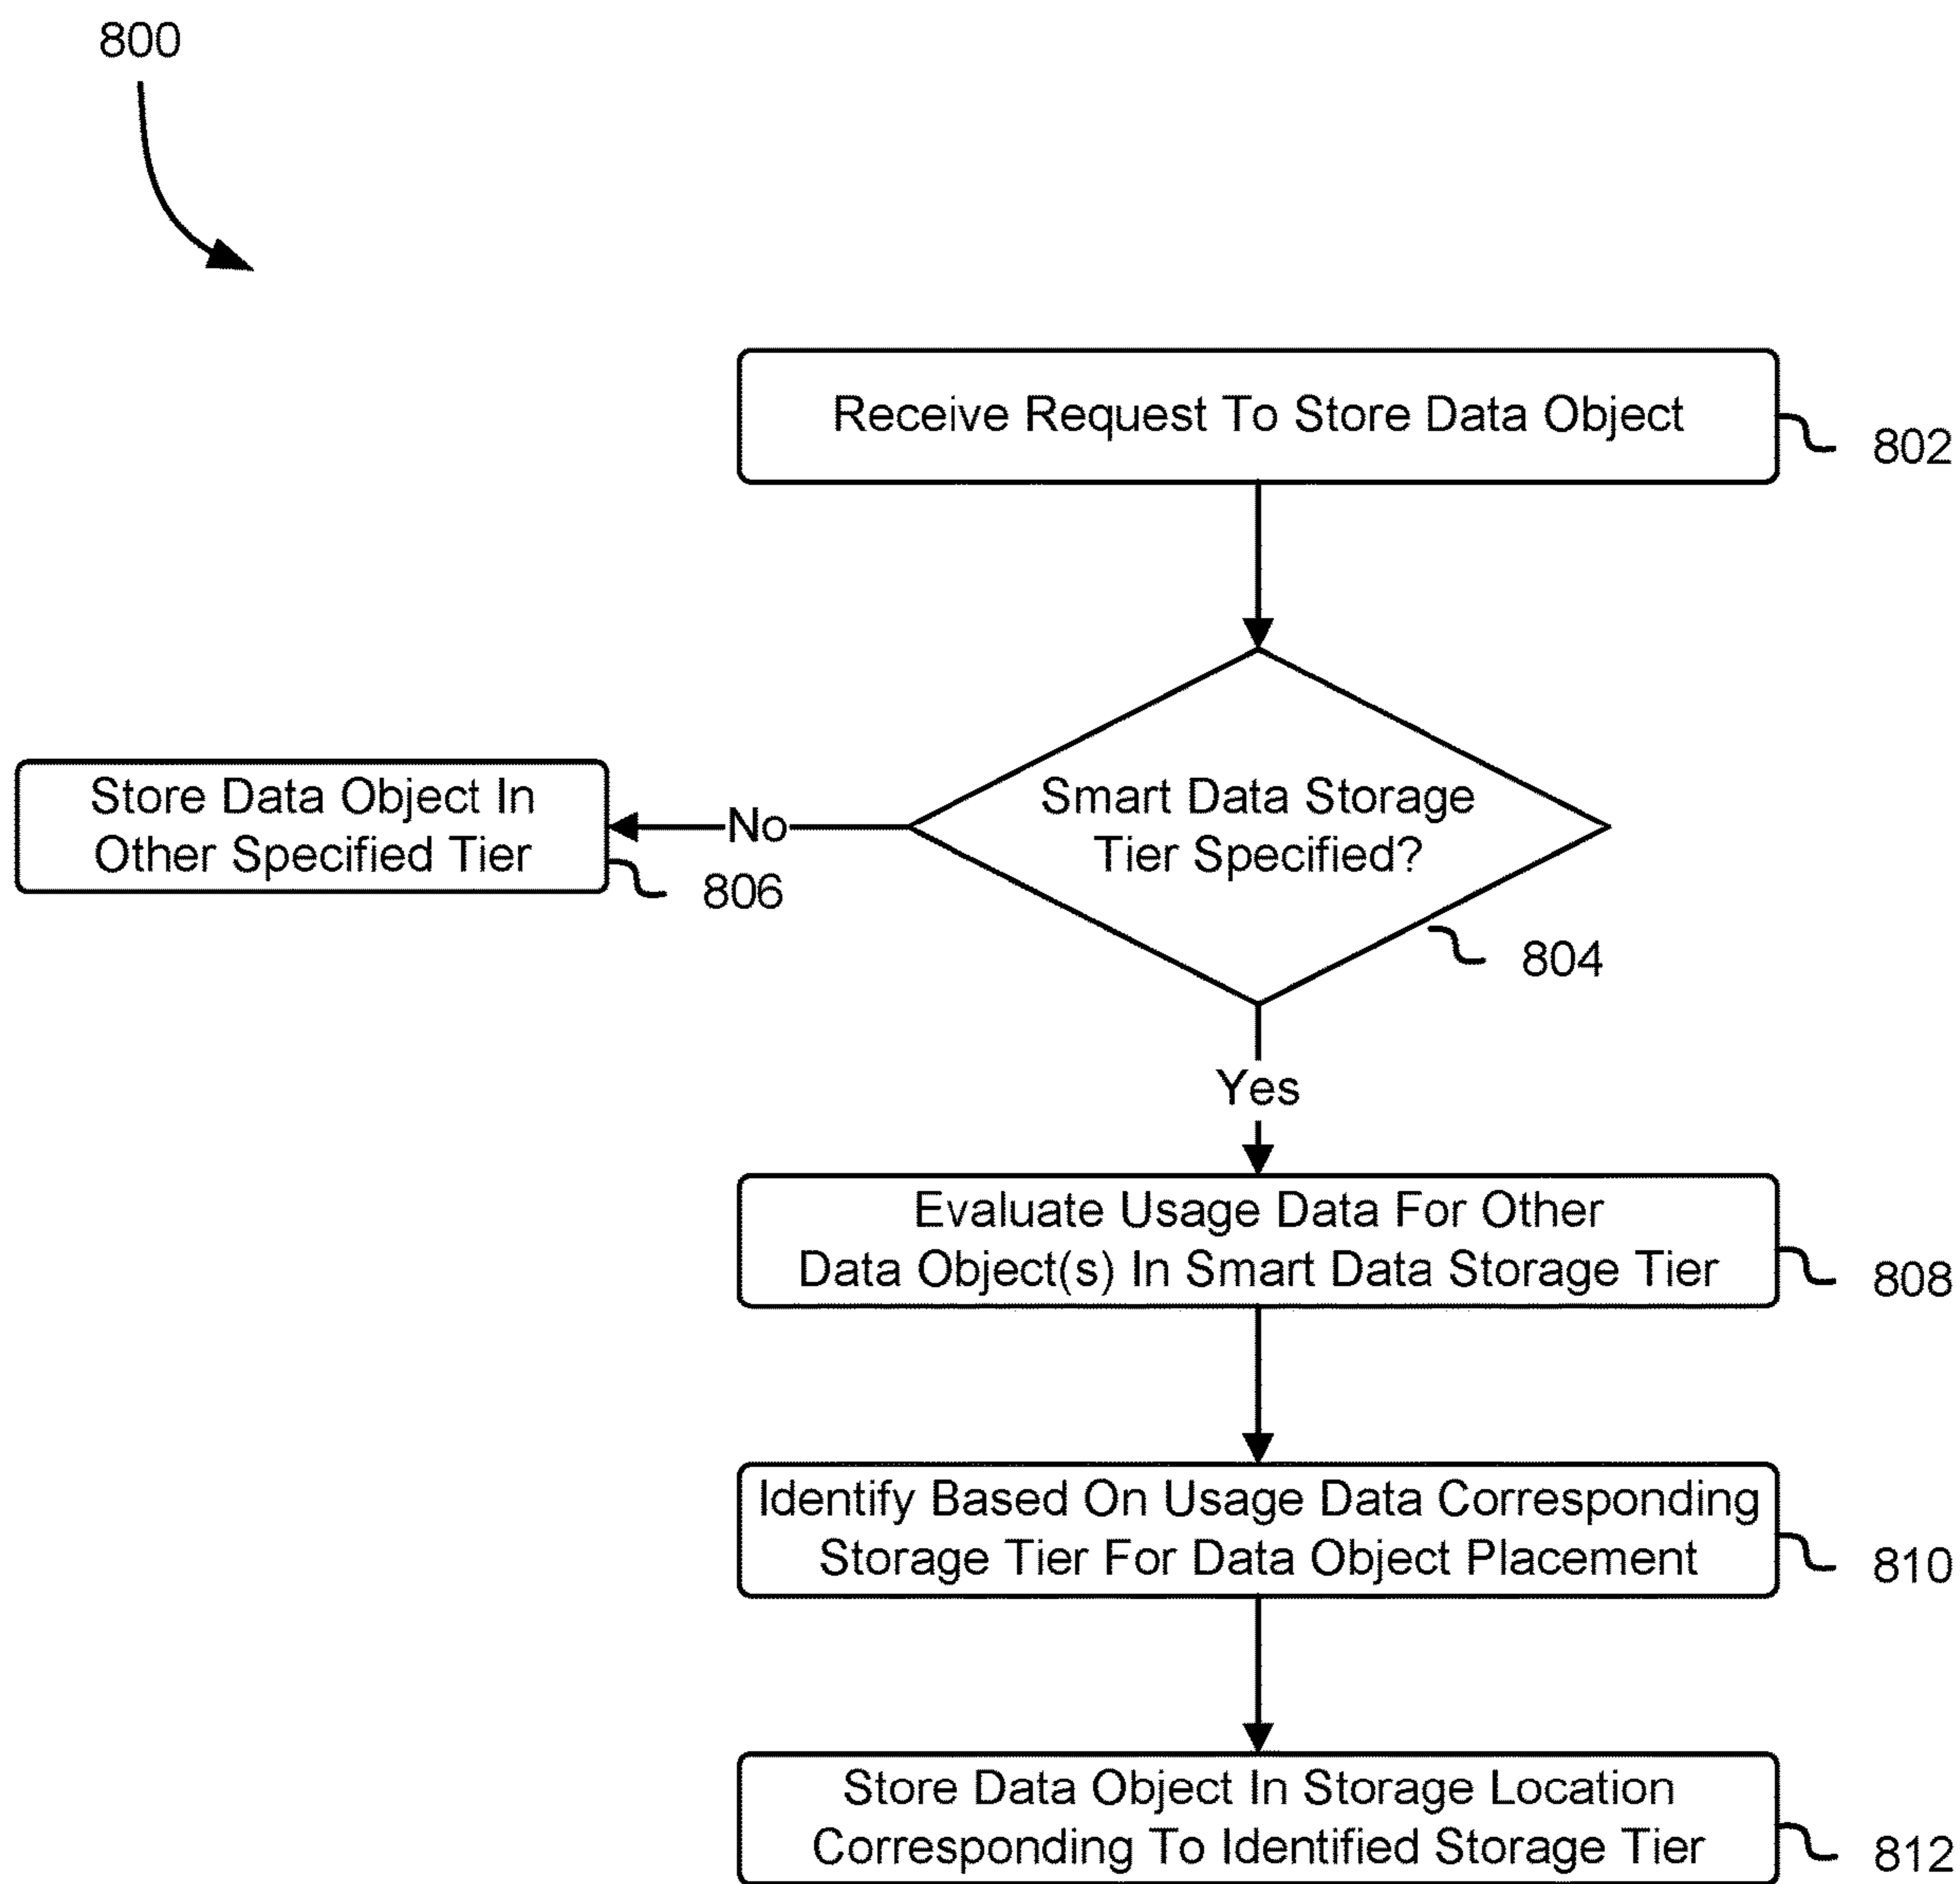 800
Receive Request To Store Data Object
802
Smart Data Storage
Tier Specified?
804
No
Store Data Object In
Other Specified Tier
806
Yes
Evaluate Usage Data For Other
Data Object(s) In Smart Data Storage Tier
808
Identify Based On Usage Data Corresponding
Storage Tier For Data Object Placement
810
Store Data Object In Storage Location
Corresponding To Identified Storage Tier
812